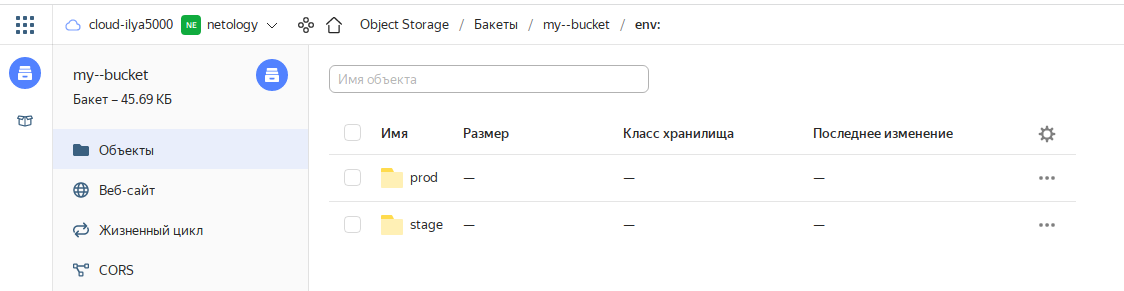 cloud-ilya5000 NE netology Object Storage / Бакеты / my--bucket / env:
my--bucket
Бакет – 45.69 КБ
Объекты
Веб-сайт
Жизненный цикл
CORS
Имя объекта
Имя Размер Класс хранилища Последнее изменение
prod — — —
stage — — —